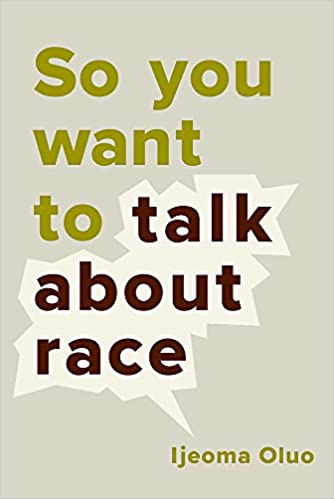 So you
want
to talk
about
race
Ijeoma Oluo